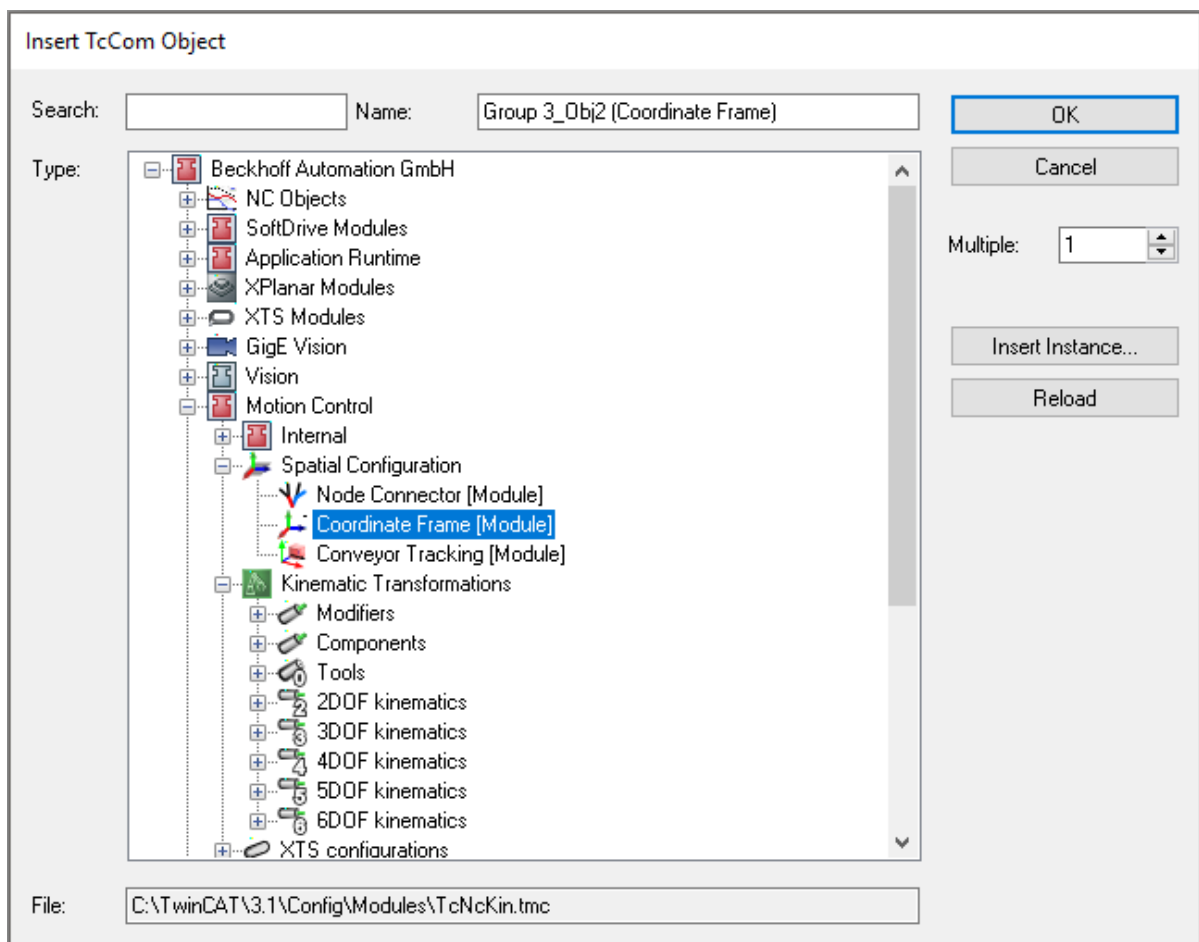 Insert TcCom Object
Search:
Name:
Group 3_Obj2 (Coordinate Frame)
OK
Type:
Beckhoff Automation GmbH
Cancel
NC Objects
SoftDrive Modules
Multiple:
1
Application Runtime
XPlanar Modules
XTS Modules
GigE Vision
Insert Instance...
Vision
Reload
Motion Control
Internal
Spatial Configuration
Node Connector [Module]
Coordinate Frame [Module]
Conveyor Tracking [Module]
Kinematic Transformations
Modifiers
Components
Tools
2DOF kinematics
3DOF kinematics
4DOF kinematics
5DOF kinematics
6DOF kinematics
XTS configurations
File:
C:\TwinCAT\3.1\Config\Modules\TcNcKin.tmc